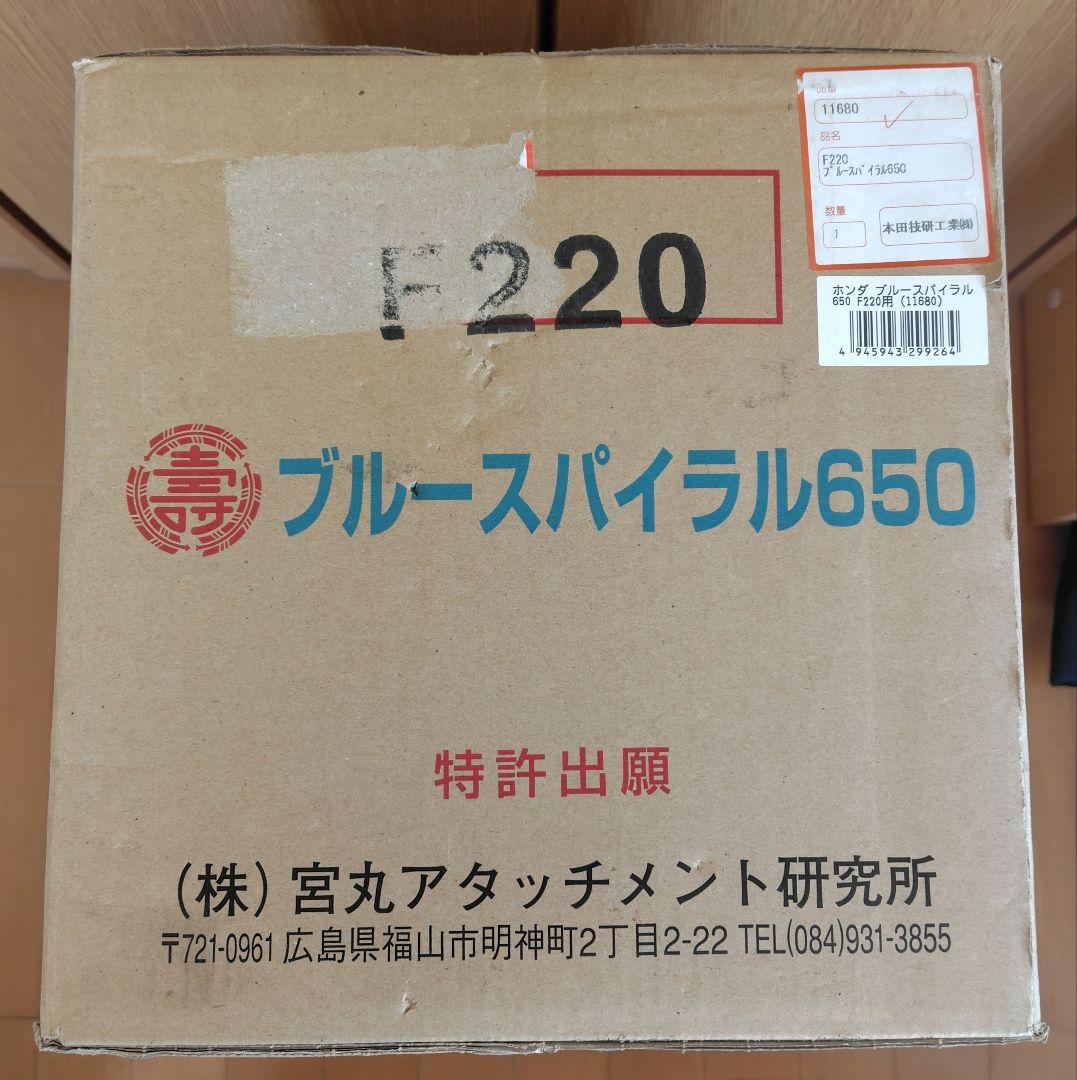 品番
11680
品名
F220
ﾌﾞﾙｰｽﾊﾟｲﾗﾙ650
数量
1
本田技研工業㈱
ホンダ ブルースパイラル
650 F220用 (11680)
4 945943 299264
F220
壽
ブルースパイラル650
特許出願
(株)宮丸アタッチメント研究所
〒721-0961 広島県福山市明神町2丁目2-22 TEL(084)931-3855